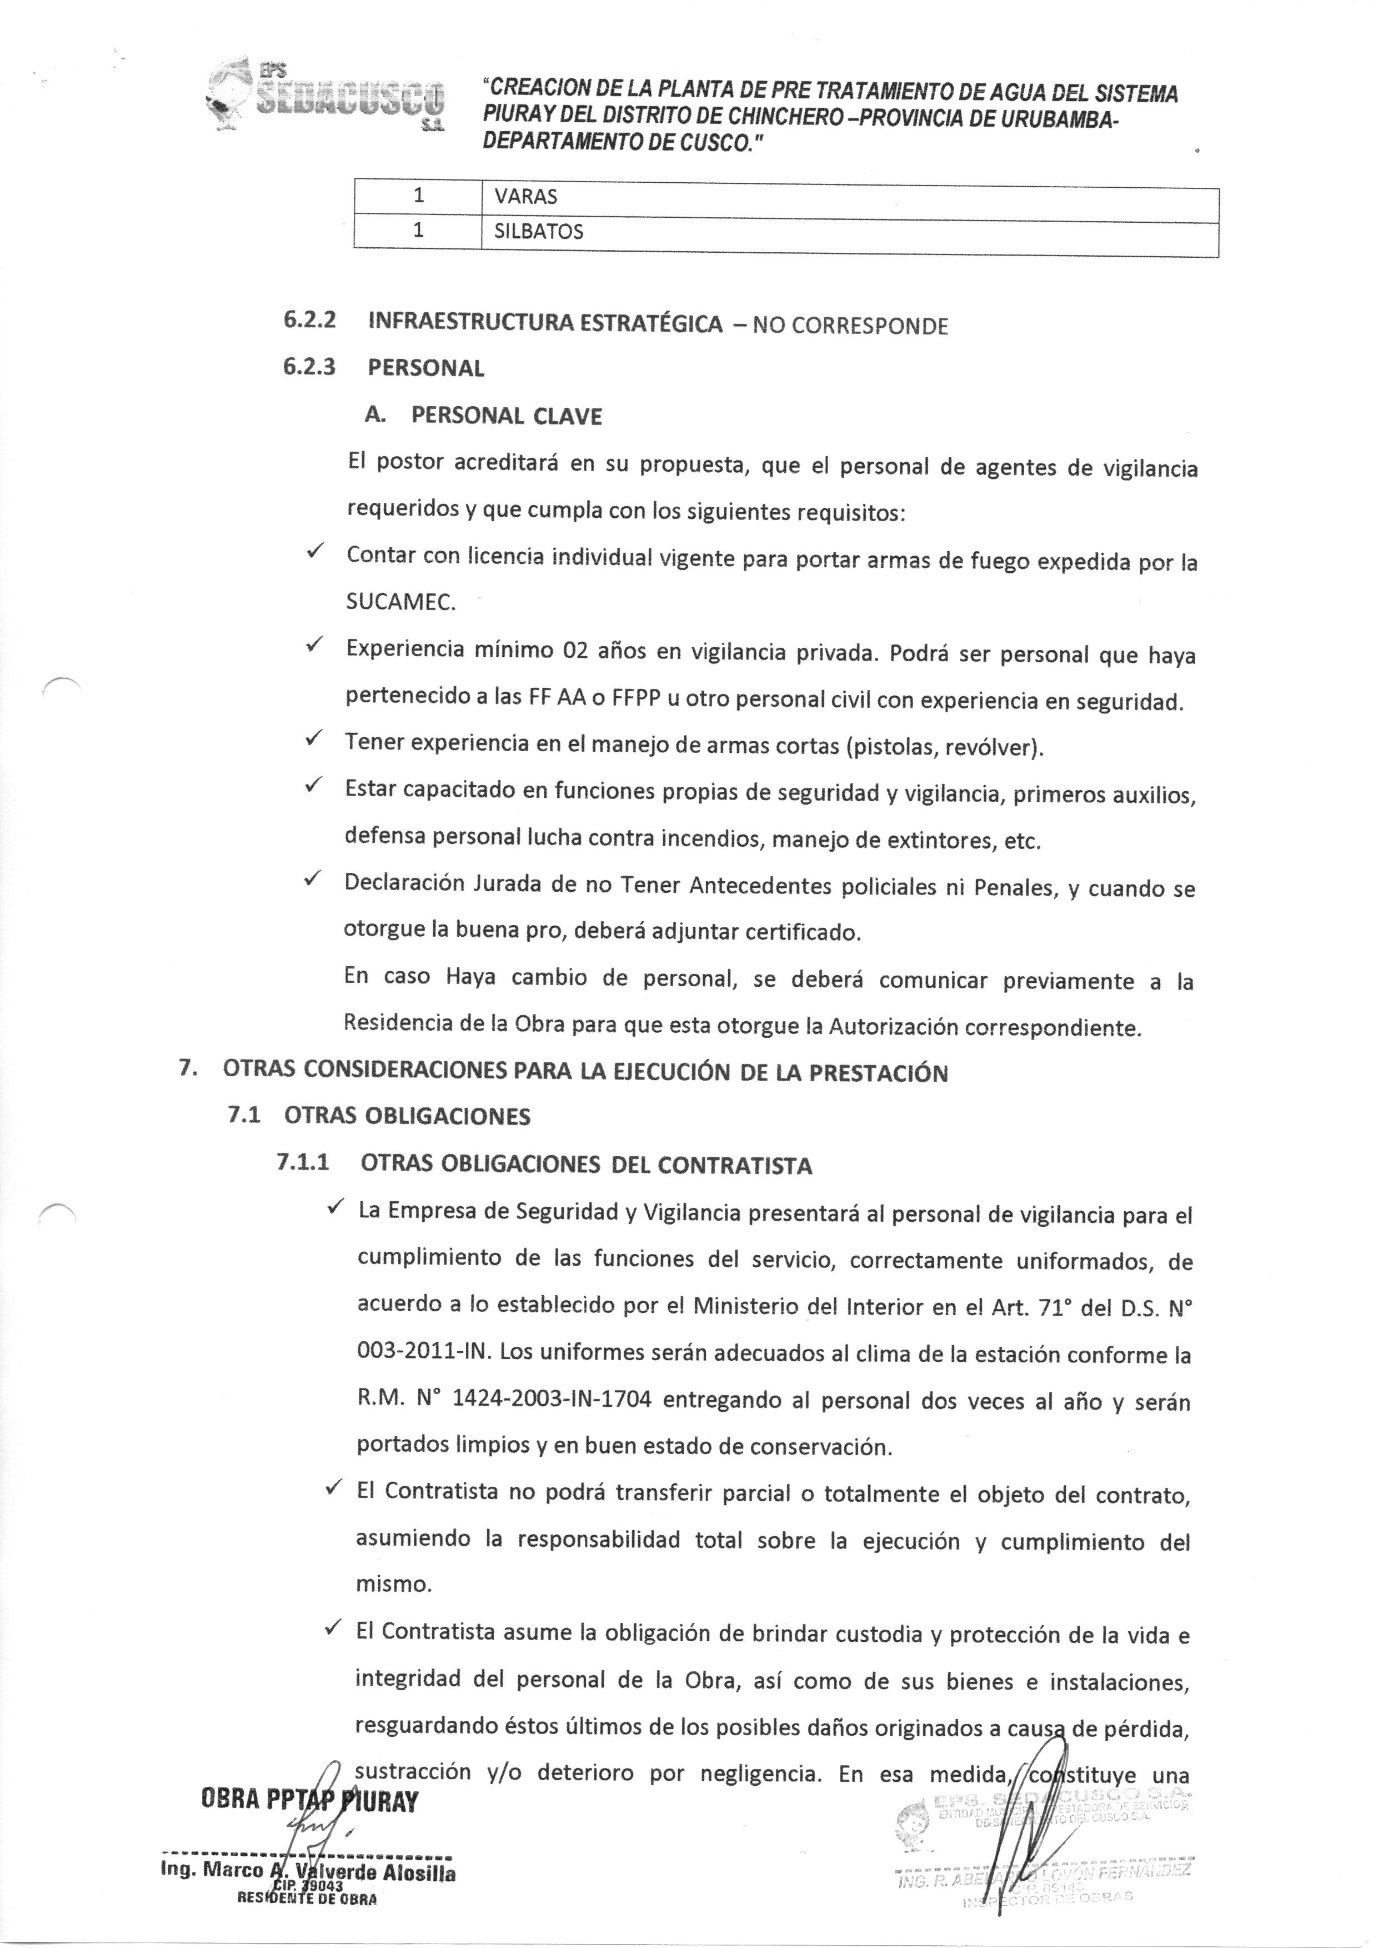 EPS
SEDACUSCO
S.A.
"CREACION DE LA PLANTA DE PRE TRATAMIENTO DE AGUA DEL SISTEMA
PIURAY DEL DISTRITO DE CHINCHERO –PROVINCIA DE URUBAMBA-
DEPARTAMENTO DE CUSCO."
1 VARAS
1 SILBATOS
6.2.2 INFRAESTRUCTURA ESTRATÉGICA – NO CORRESPONDE
6.2.3 PERSONAL
A. PERSONAL CLAVE
El postor acreditará en su propuesta, que el personal de agentes de vigilancia
requeridos y que cumpla con los siguientes requisitos:
✓ Contar con licencia individual vigente para portar armas de fuego expedida por la
SUCAMEC.
✓ Experiencia mínimo 02 años en vigilancia privada. Podrá ser personal que haya
pertenecido a las FF AA o FFPP u otro personal civil con experiencia en seguridad.
✓ Tener experiencia en el manejo de armas cortas (pistolas, revólver).
✓ Estar capacitado en funciones propias de seguridad y vigilancia, primeros auxilios,
defensa personal lucha contra incendios, manejo de extintores, etc.
✓ Declaración Jurada de no Tener Antecedentes policiales ni Penales, y cuando se
otorgue la buena pro, deberá adjuntar certificado.
En caso Haya cambio de personal, se deberá comunicar previamente a la
Residencia de la Obra para que esta otorgue la Autorización correspondiente.
7. OTRAS CONSIDERACIONES PARA LA EJECUCIÓN DE LA PRESTACIÓN
7.1 OTRAS OBLIGACIONES
7.1.1 OTRAS OBLIGACIONES DEL CONTRATISTA
✓ La Empresa de Seguridad y Vigilancia presentará al personal de vigilancia para el
cumplimiento de las funciones del servicio, correctamente uniformados, de
acuerdo a lo establecido por el Ministerio del Interior en el Art. 71° del D.S. N°
003-2011-IN. Los uniformes serán adecuados al clima de la estación conforme la
R.M. N° 1424-2003-IN-1704 entregando al personal dos veces al año y serán
portados limpios y en buen estado de conservación.
✓ El Contratista no podrá transferir parcial o totalmente el objeto del contrato,
asumiendo la responsabilidad total sobre la ejecución y cumplimiento del
mismo.
✓ El Contratista asume la obligación de brindar custodia y protección de la vida e
integridad del personal de la Obra, así como de sus bienes e instalaciones,
resguardando éstos últimos de los posibles daños originados a causa de pérdida,
sustracción y/o deterioro por negligencia. En esa medida, constituye una
OBRA PPTAP PIURAY
Ing. Marco A. Valverde Alosilla
CIP. 39043
RESIDENTE DE OBRA
EPS. SEDACUSCO S.A.
ENTIDAD DE SERVICIOS
DEL CUSCO S.A.
ING. R. FERNANDEZ
INSPECTOR DE OBRAS